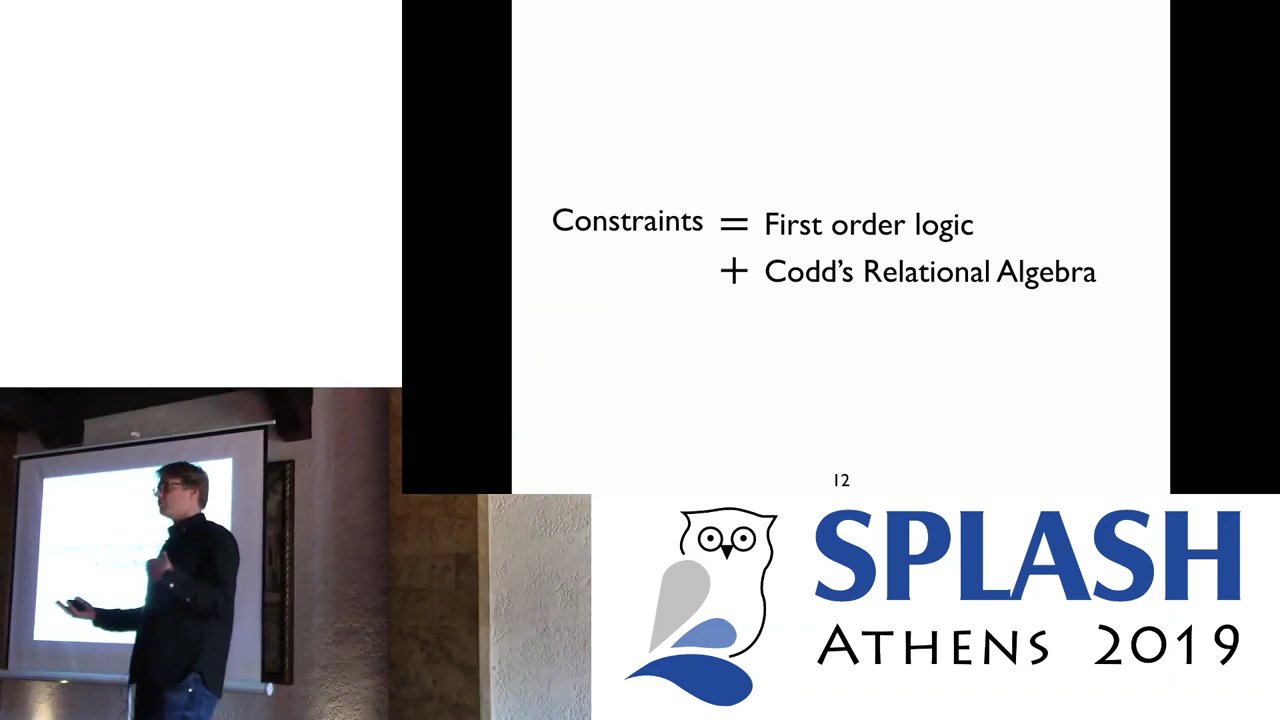 Constraints = First order logic
+ Codd's Relational Algebra
12
SPLASH
ATHENS 2019